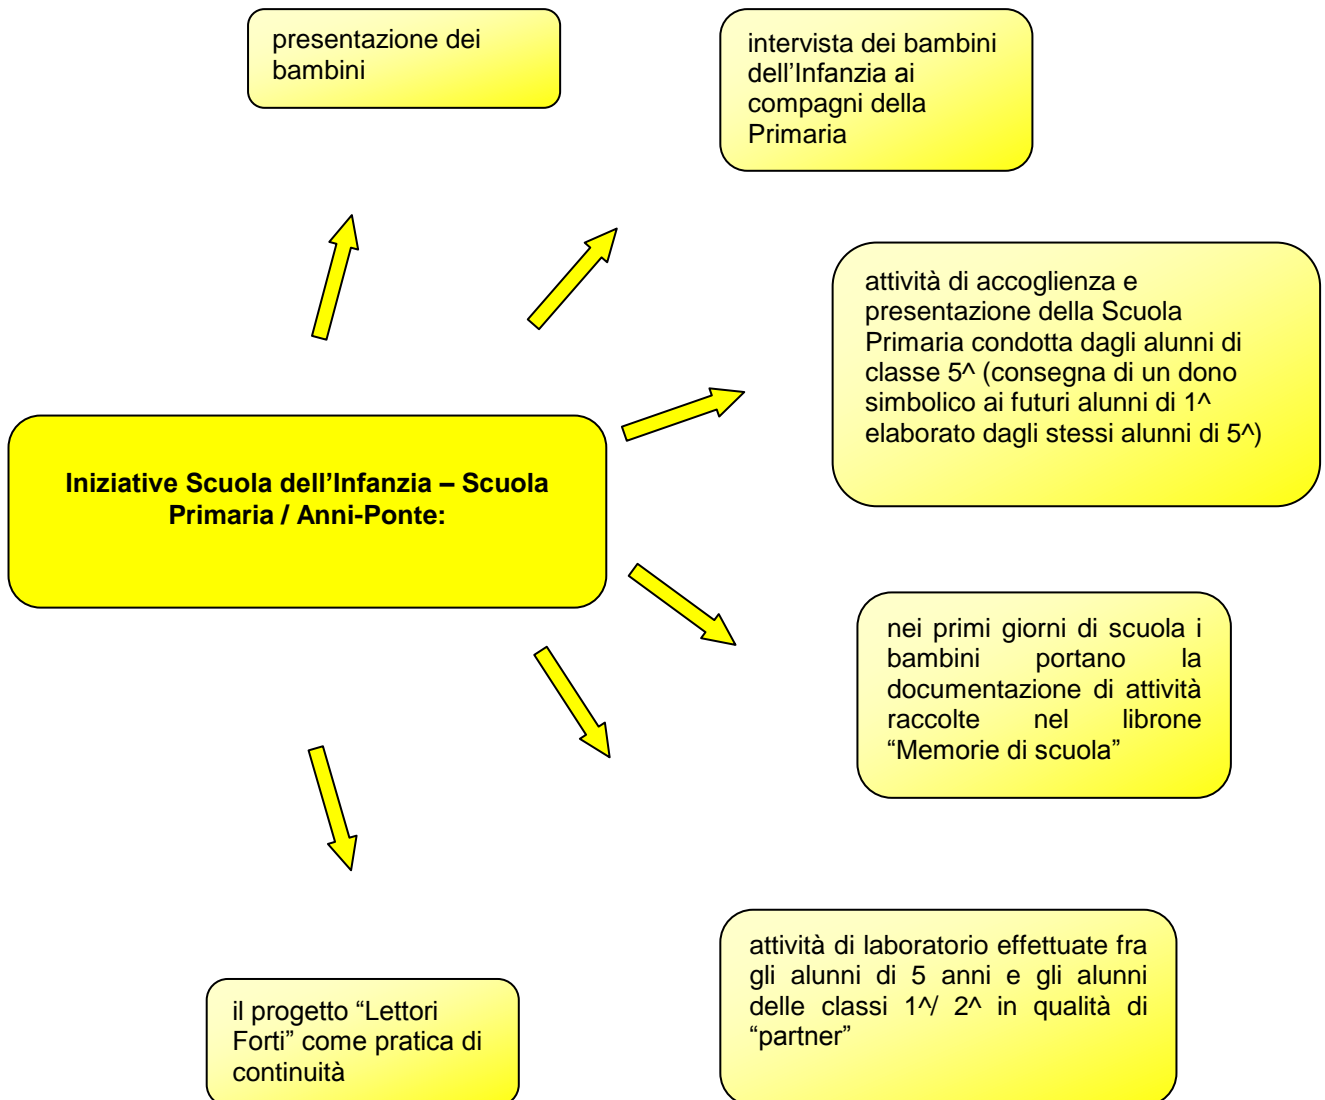 presentazione dei
bambini
intervista dei bambini
dell’Infanzia ai
compagni della
Primaria
attività di accoglienza e
presentazione della Scuola
Primaria condotta dagli alunni di
classe 5^ (consegna di un dono
simbolico ai futuri alunni di 1^
elaborato dagli stessi alunni di 5^)
Iniziative Scuola dell’Infanzia – Scuola
Primaria / Anni-Ponte:
nei primi giorni di scuola i
bambini portano la
documentazione di attività
raccolte nel librone
“Memorie di scuola”
attività di laboratorio effettuate fra
gli alunni di 5 anni e gli alunni
delle classi 1^/ 2^ in qualità di
“partner”
il progetto “Lettori
Forti” come pratica di
continuità